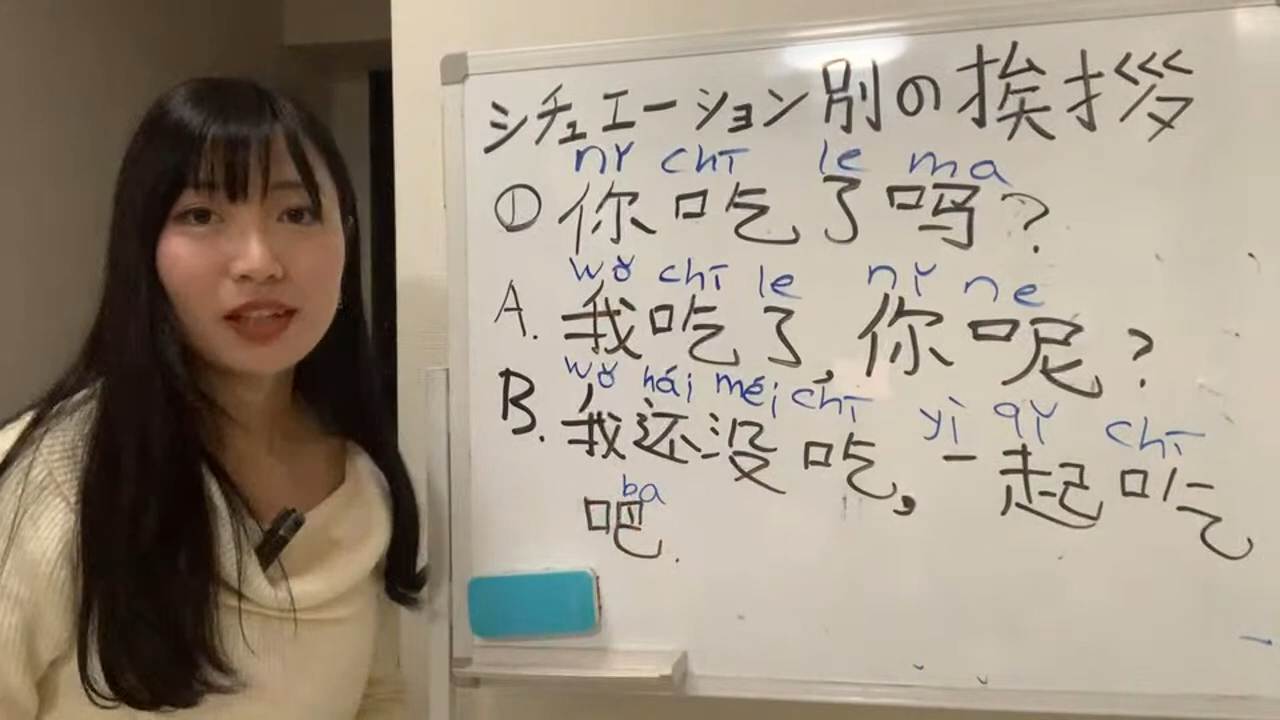 シチュエーション別の挨拶
nǐ chī le ma
① 你吃了吗?
wǒ chī le nǐ ne
A. 我吃了,你呢?
wǒ hái méi chī yì qǐ chī
B. 我还没吃,一起吃
ba
吧.